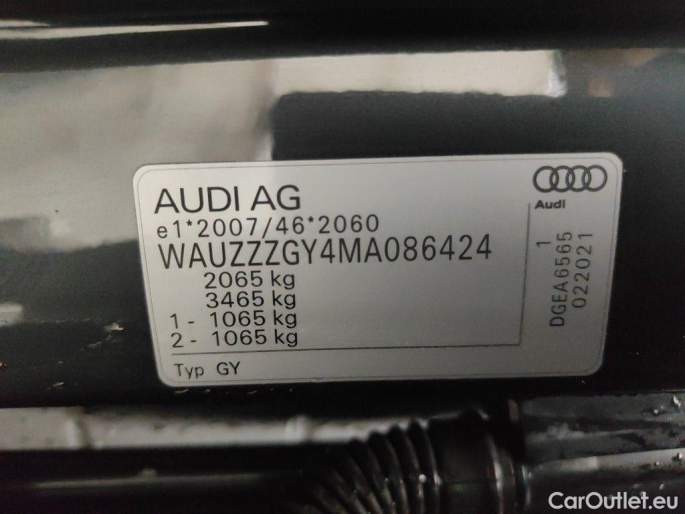 AUDI AG
e1*2007/46*2060
WAUZZZGY4MA086424
2065 kg
3465 kg
1 - 1065 kg
2 - 1065 kg
Typ GY
Audi
DGEA6565 1
022021
CarOutlet.eu